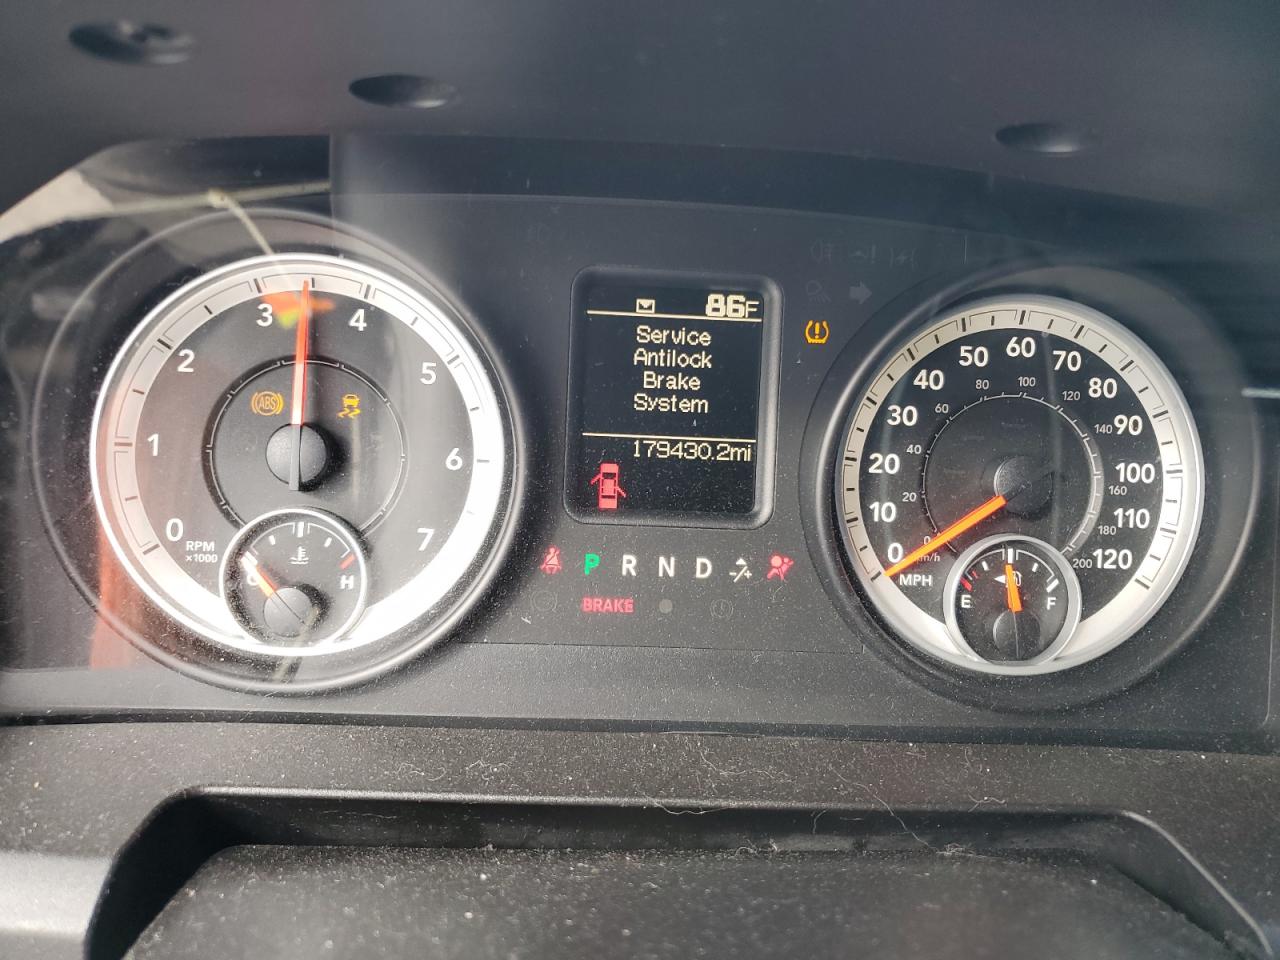 86F
Service
Antilock
Brake
System
179430.2mi
0 1 2 3 4 5 6 7
RPM
×1000
ABS
C H
P R N D
BRAKE
0 10 20 30 40 50 60 70 80 90 100 110 120
MPH
0 20 40 60 80 100 120 140 160 180 200
km/h
E F